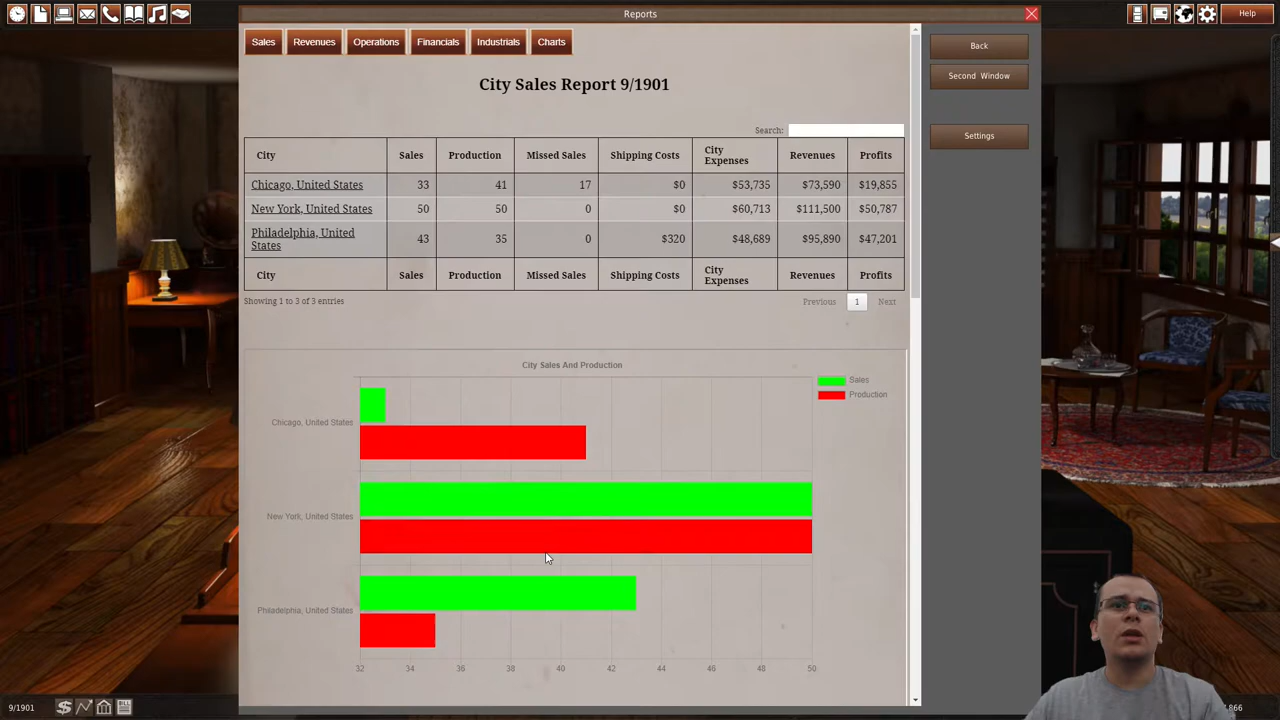 Reports
Help
Sales Revenues Operations Financials Industrials Charts
Back
Second Window
Settings
City Sales Report 9/1901
Search:
City Sales Production Missed Sales Shipping Costs City Expenses Revenues Profits
Chicago, United States 33 41 17 $0 $53,735 $73,590 $19,855
New York, United States 50 50 0 $0 $60,713 $111,500 $50,787
Philadelphia, United States 43 35 0 $320 $48,689 $95,890 $47,201
City Sales Production Missed Sales Shipping Costs City Expenses Revenues Profits
Showing 1 to 3 of 3 entries
Previous 1 Next
City Sales And Production
Sales
Production
Chicago, United States
New York, United States
Philadelphia, United States
32 34 36 38 40 42 44 46 48 50
9/1901